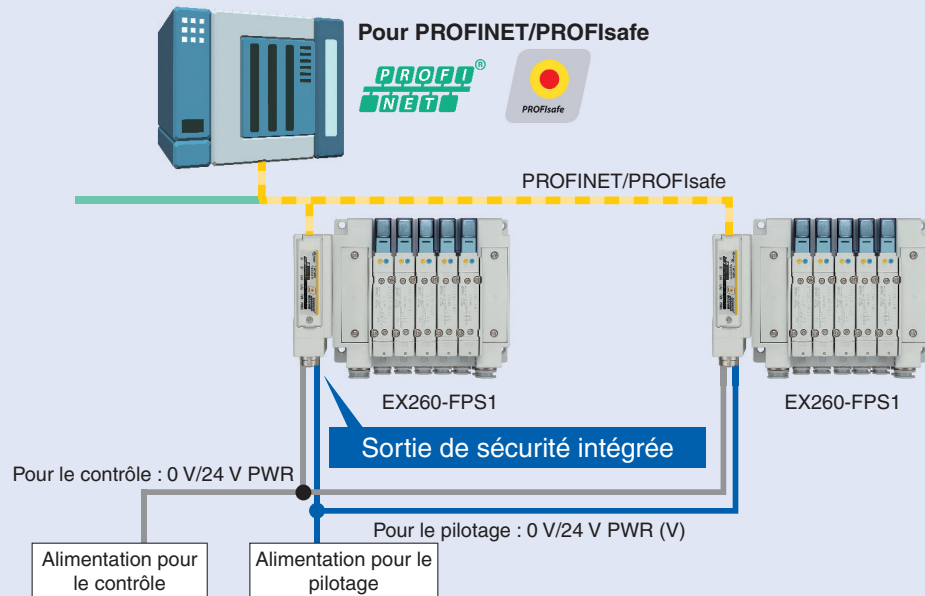 Pour PROFINET/PROFIsafe
PROFI®
NET
PROFIsafe
PROFINET/PROFIsafe
EX260-FPS1
EX260-FPS1
Sortie de sécurité intégrée
Pour le contrôle : 0 V/24 V PWR
Pour le pilotage : 0 V/24 V PWR (V)
Alimentation pour
le contrôle
Alimentation pour le
pilotage